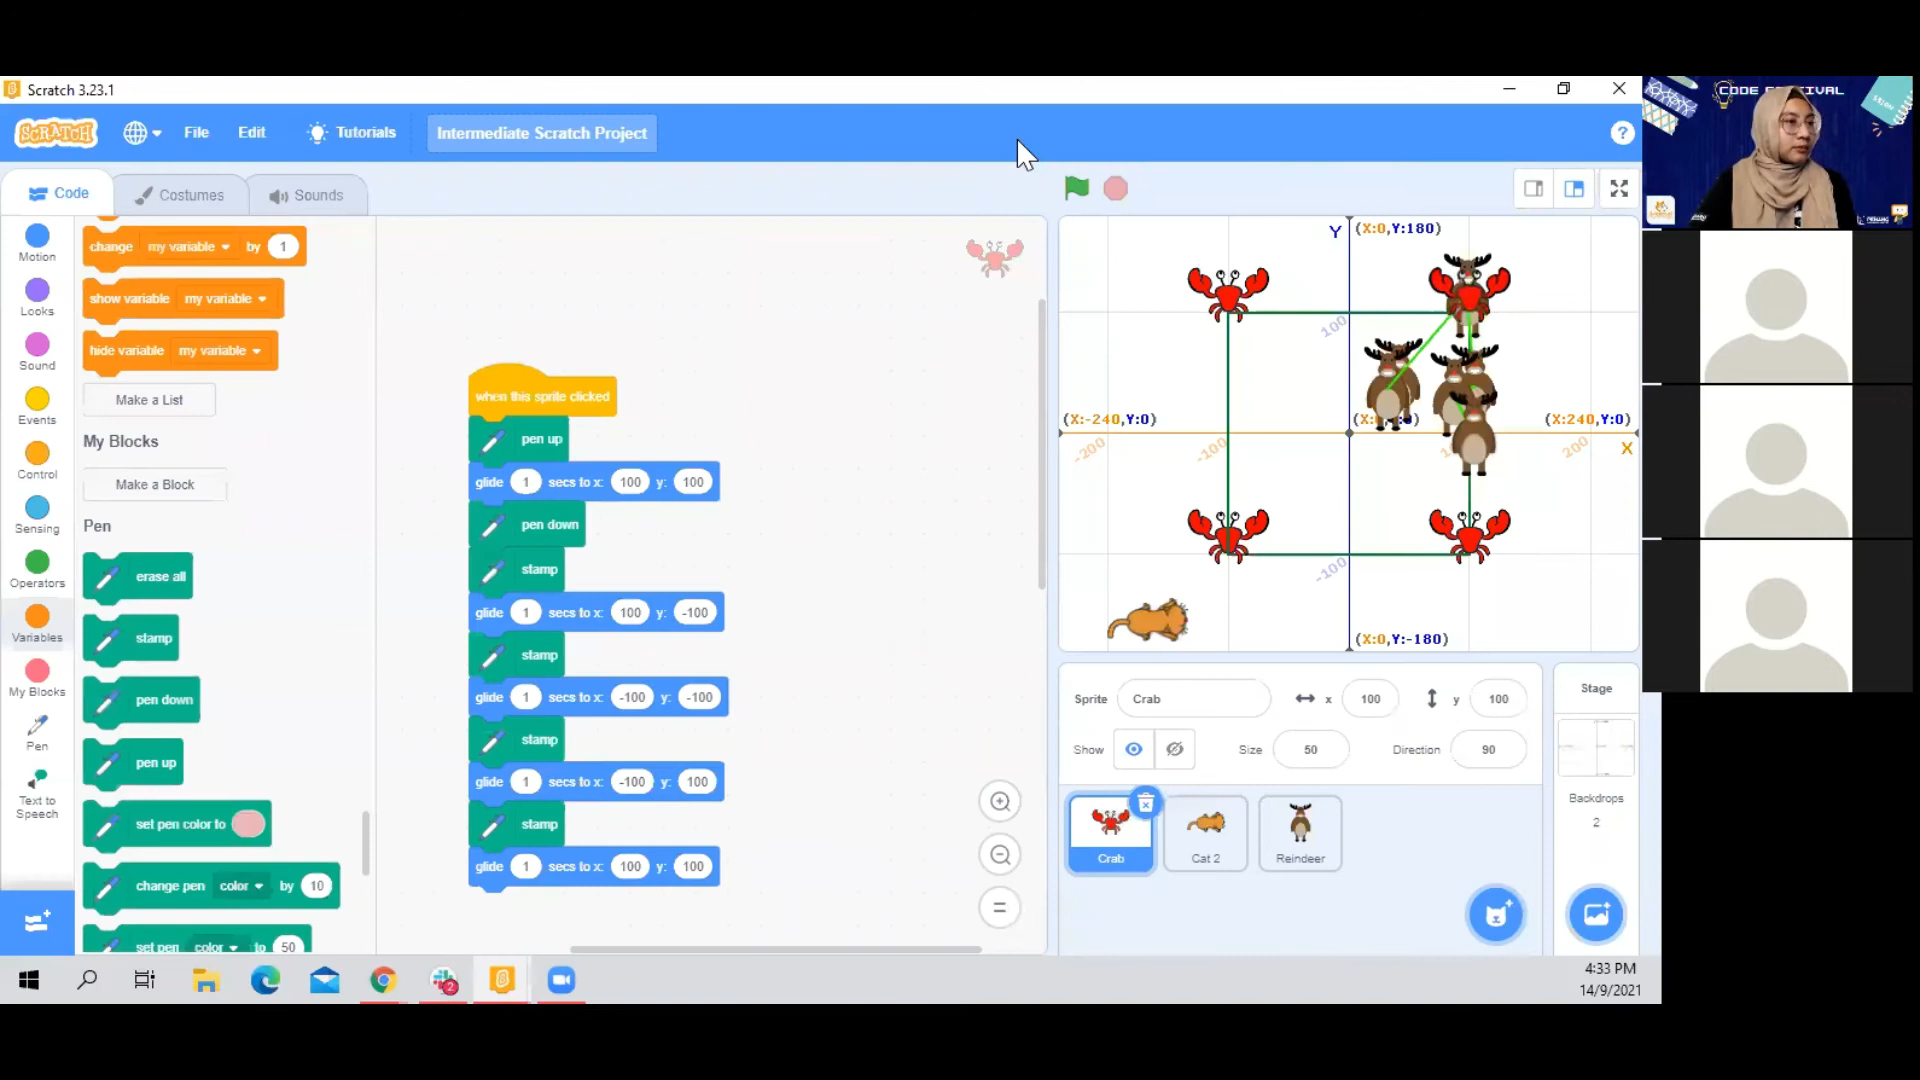 Scratch 3.23.1
SCRATCH
File
Edit
Tutorials
Intermediate Scratch Project
?
Code
Costumes
Sounds
Motion
Looks
Sound
Events
Control
Sensing
Operators
Variables
My Blocks
Pen
Text to
Speech
change my variable by 1
show variable my variable
hide variable my variable
Make a List
My Blocks
Make a Block
Pen
erase all
stamp
pen down
pen up
set pen color to
change pen color by 10
set pen color to 50
when this sprite clicked
pen up
glide 1 secs to x: 100 y: 100
pen down
stamp
glide 1 secs to x: 100 y: -100
stamp
glide 1 secs to x: -100 y: -100
stamp
glide 1 secs to x: -100 y: 100
stamp
glide 1 secs to x: 100 y: 100
Y (X:0,Y:180)
100
(X:-240,Y:0)
(X:240,Y:0)
-200
-100
200
X
-100
(X:0,Y:-180)
Sprite Crab x 100 y 100
Show Size 50 Direction 90
Crab
Cat 2
Reindeer
Stage
Backdrops
2
2
4:33 PM
14/9/2021